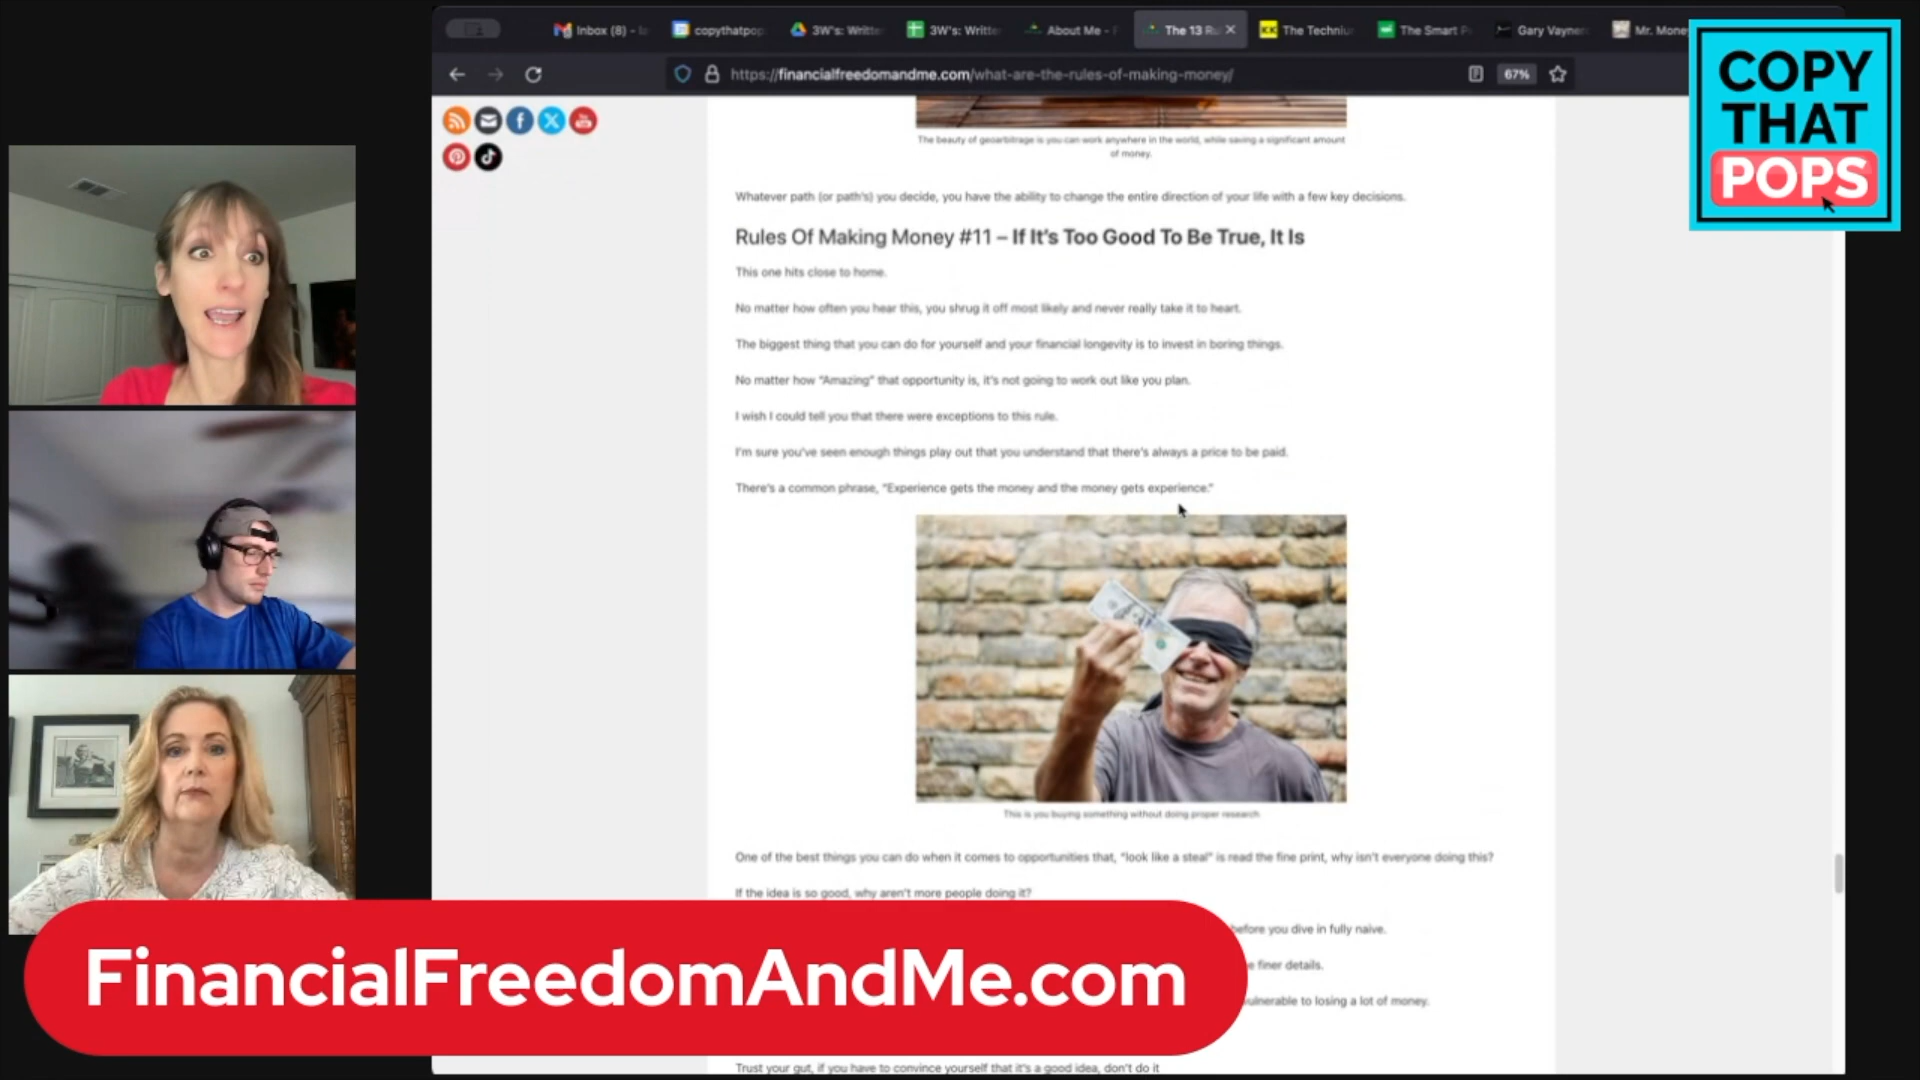 Inbox (8)
copythatpop
3W's: Writte
3W's: Writte
About Me -
The 13 Ru
The Techniu
The Smart P
Gary Vayner
Mr. Mone
https://financialfreedomandme.com/what-are-the-rules-of-making-money/
67%
COPY
THAT
POPS
The beauty of geoarbitrage is you can work anywhere in the world, while saving a significant amount
of money.
Whatever path (or path's) you decide, you have the ability to change the entire direction of your life with a few key decisions.
Rules Of Making Money #11 – If It's Too Good To Be True, It Is
This one hits close to home.
No matter how often you hear this, you shrug it off most likely and never really take it to heart.
The biggest thing that you can do for yourself and your financial longevity is to invest in boring things.
No matter how "Amazing" that opportunity is, it's not going to work out like you plan.
I wish I could tell you that there were exceptions to this rule.
I'm sure you've seen enough things play out that you understand that there's always a price to be paid.
There's a common phrase, "Experience gets the money and the money gets experience."
This is you buying something without doing proper research
One of the best things you can do when it comes to opportunities that, "look like a steal" is read the fine print, why isn't everyone doing this?
If the idea is so good, why aren't more people doing it?
before you dive in fully naive.
e finer details.
vulnerable to losing a lot of money.
FinancialFreedomAndMe.com
Trust your gut, if you have to convince yourself that it's a good idea, don't do it